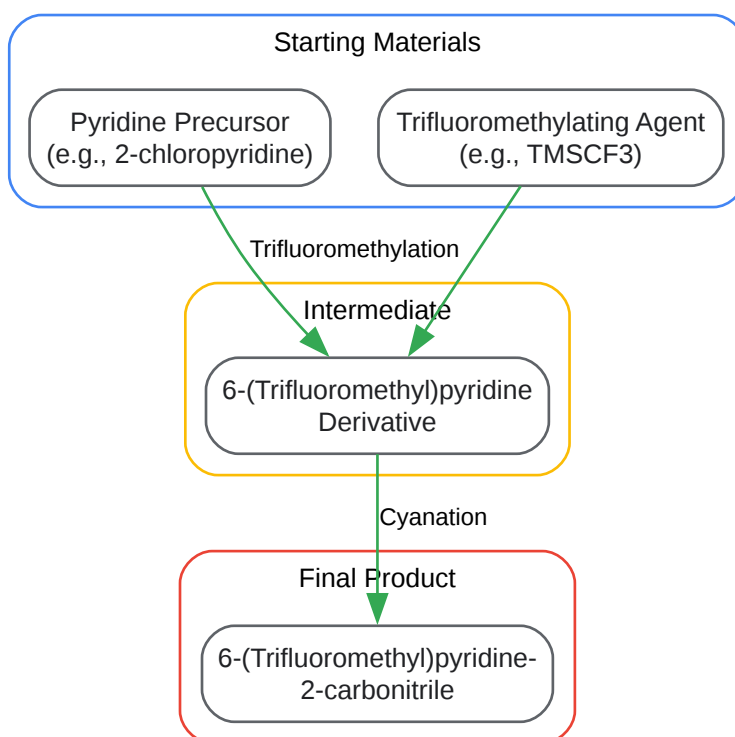 Starting Materials
Pyridine Precursor
(e.g., 2-chloropyridine)
Trifluoromethylating Agent
(e.g., TMSCF3)
Trifluoromethylation
Intermediate
6-(Trifluoromethyl)pyridine
Derivative
Cyanation
Final Product
6-(Trifluoromethyl)pyridine-
2-carbonitrile